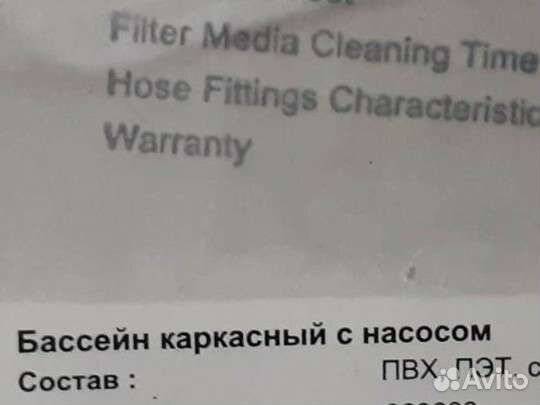 Filter Media Cleaning Time
Hose Fittings Characteristic
Warranty
Бассейн каркасный с насосом
Состав : ПВХ, ПЭТ, с
Avito